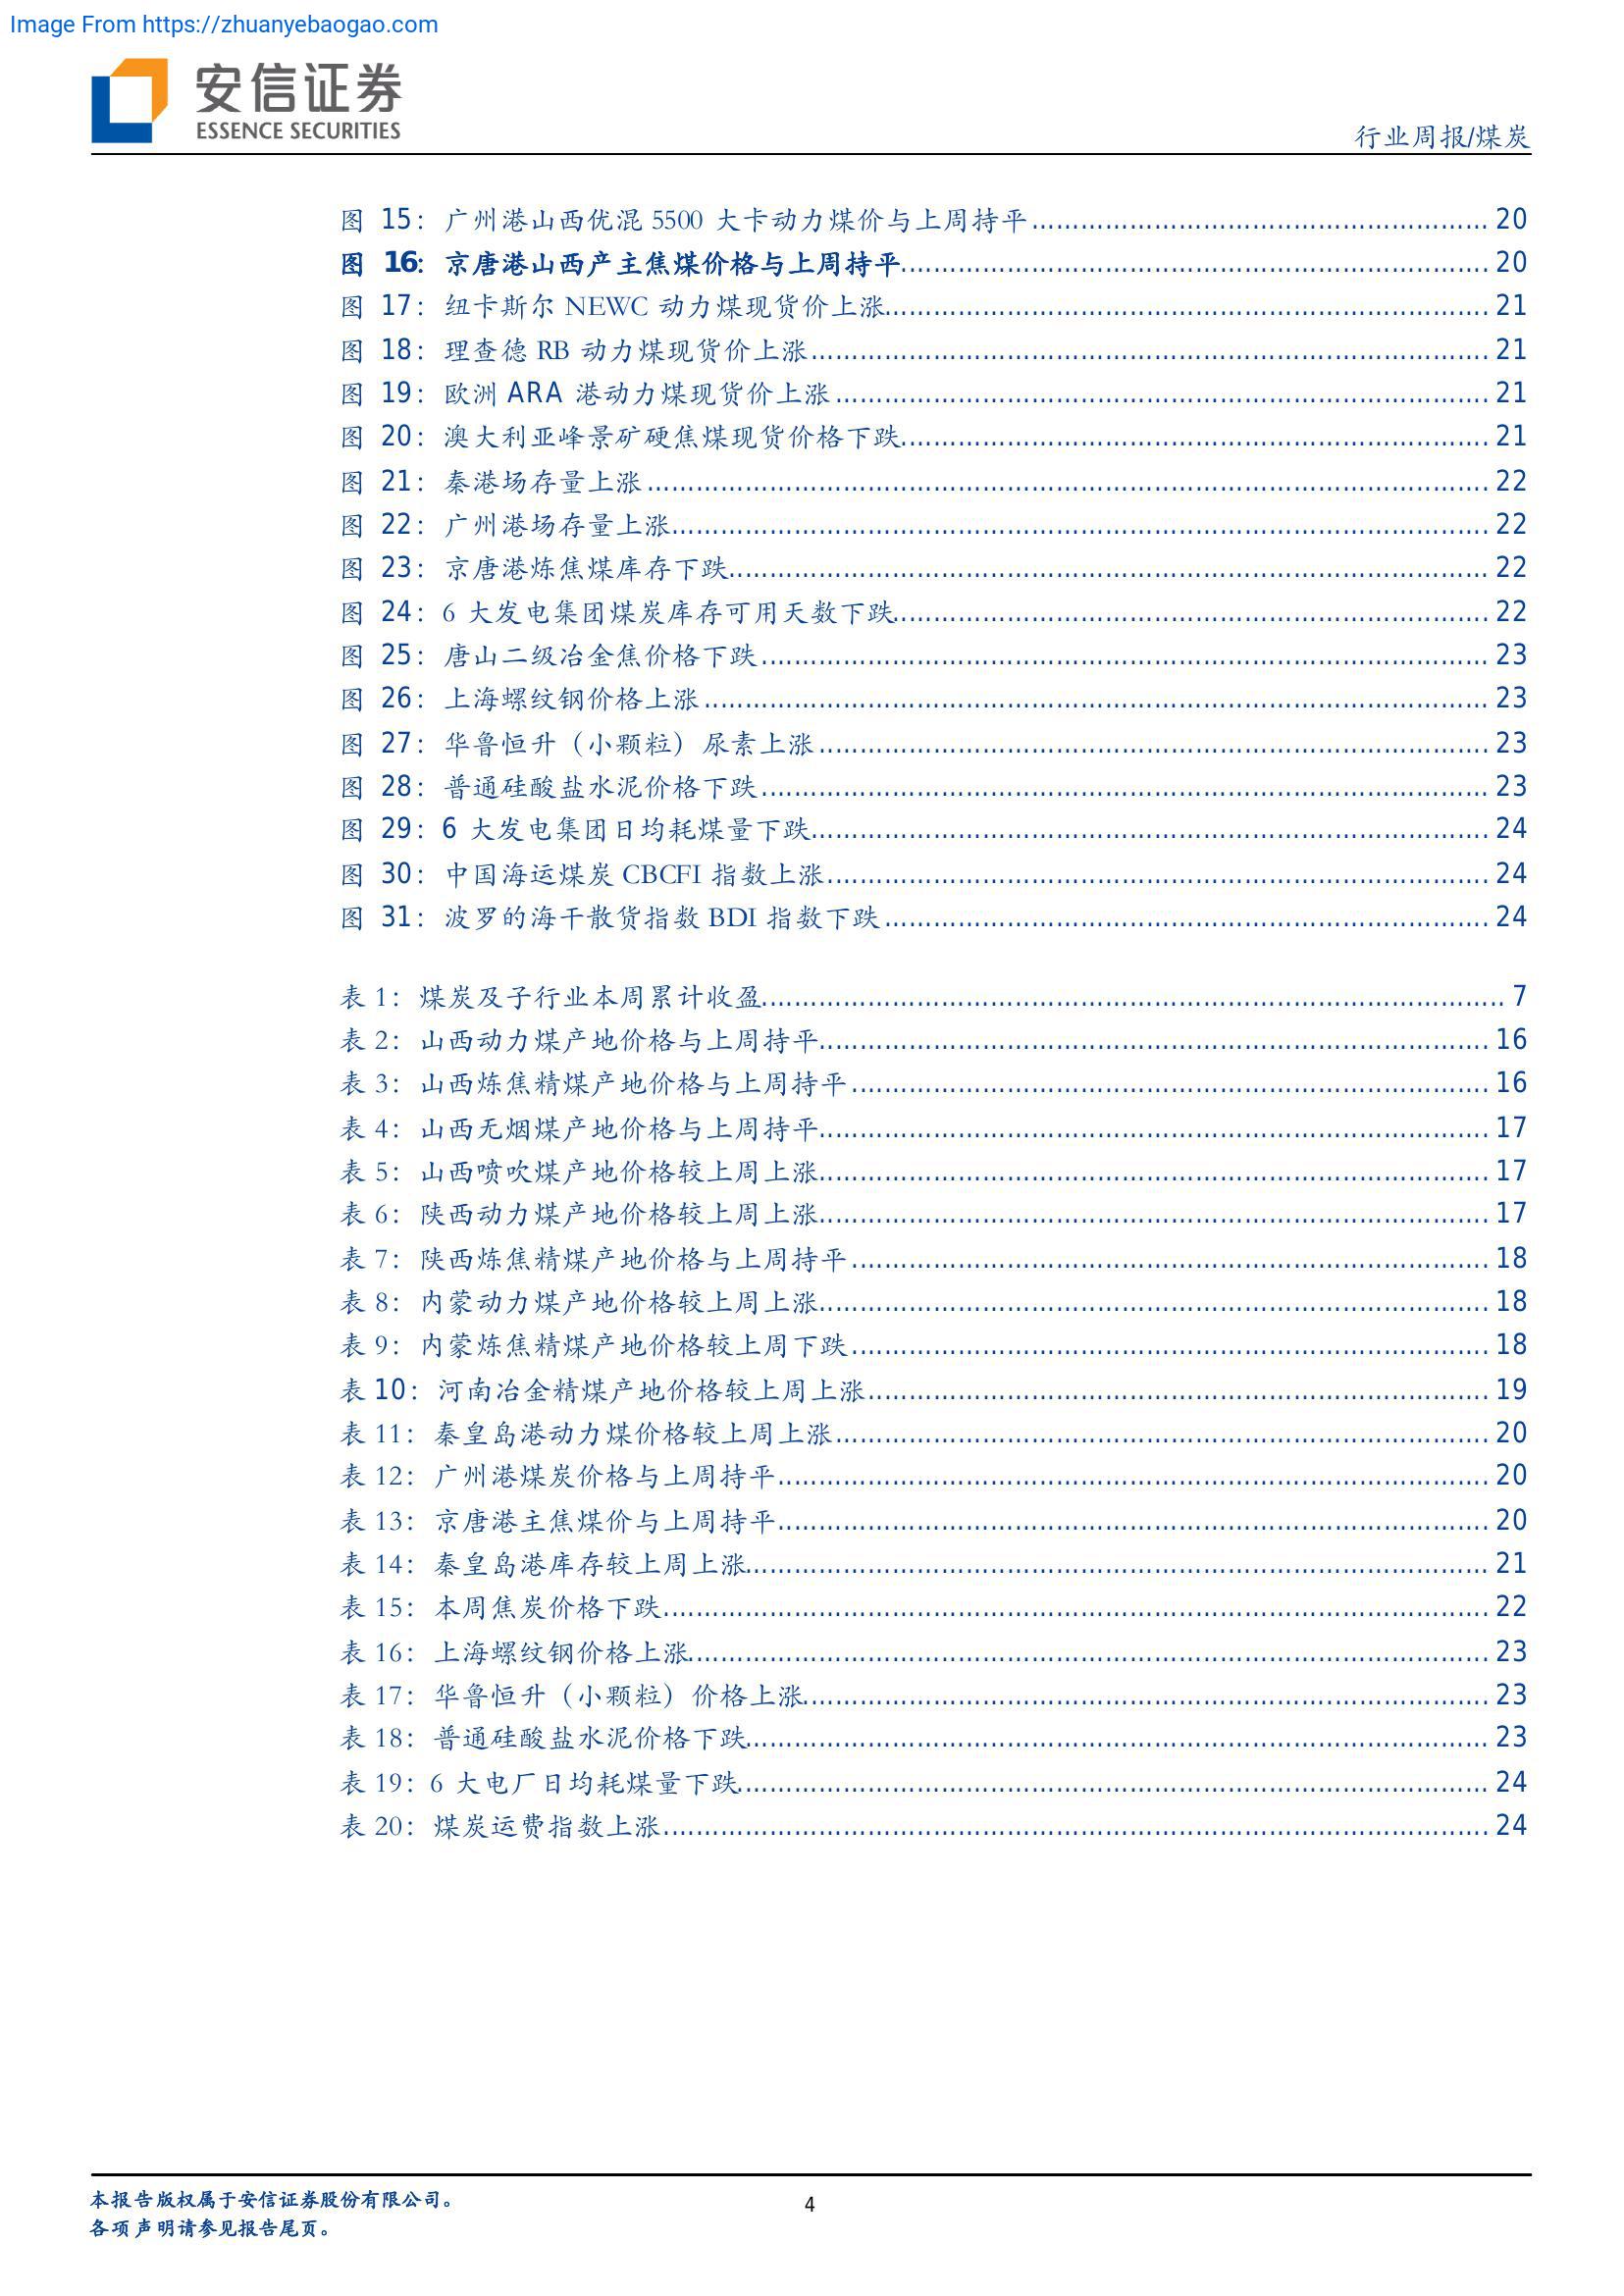 Image From https://zhuanyebaogao.com
安信证券
ESSENCE SECURITIES
行业周报/煤炭
图 15：广州港山西优混 5500 大卡动力煤价与上周持平 20
图 16：京唐港山西产主焦煤价格与上周持平 20
图 17：纽卡斯尔 NEWC 动力煤现货价上涨 21
图 18：理查德 RB 动力煤现货价上涨 21
图 19：欧洲 ARA 港动力煤现货价上涨 21
图 20：澳大利亚峰景矿硬焦煤现货价格下跌 21
图 21：秦港场存量上涨 22
图 22：广州港场存量上涨 22
图 23：京唐港炼焦煤库存下跌 22
图 24：6 大发电集团煤炭库存可用天数下跌 22
图 25：唐山二级冶金焦价格下跌 23
图 26：上海螺纹钢价格上涨 23
图 27：华鲁恒升（小颗粒）尿素上涨 23
图 28：普通硅酸盐水泥价格下跌 23
图 29：6 大发电集团日均耗煤量下跌 24
图 30：中国海运煤炭 CBCFI 指数上涨 24
图 31：波罗的海干散货指数 BDI 指数下跌 24
表 1：煤炭及子行业本周累计收盈 7
表 2：山西动力煤产地价格与上周持平 16
表 3：山西炼焦精煤产地价格与上周持平 16
表 4：山西无烟煤产地价格与上周持平 17
表 5：山西喷吹煤产地价格较上周上涨 17
表 6：陕西动力煤产地价格较上周上涨 17
表 7：陕西炼焦精煤产地价格与上周持平 18
表 8：内蒙动力煤产地价格较上周上涨 18
表 9：内蒙炼焦精煤产地价格较上周下跌 18
表 10：河南冶金精煤产地价格较上周上涨 19
表 11：秦皇岛港动力煤价格较上周上涨 20
表 12：广州港煤炭价格与上周持平 20
表 13：京唐港主焦煤价与上周持平 20
表 14：秦皇岛港库存较上周上涨 21
表 15：本周焦炭价格下跌 22
表 16：上海螺纹钢价格上涨 23
表 17：华鲁恒升（小颗粒）价格上涨 23
表 18：普通硅酸盐水泥价格下跌 23
表 19：6 大电厂日均耗煤量下跌 24
表 20：煤炭运费指数上涨 24
本报告版权属于安信证券股份有限公司。
4
各项声明请参见报告尾页。